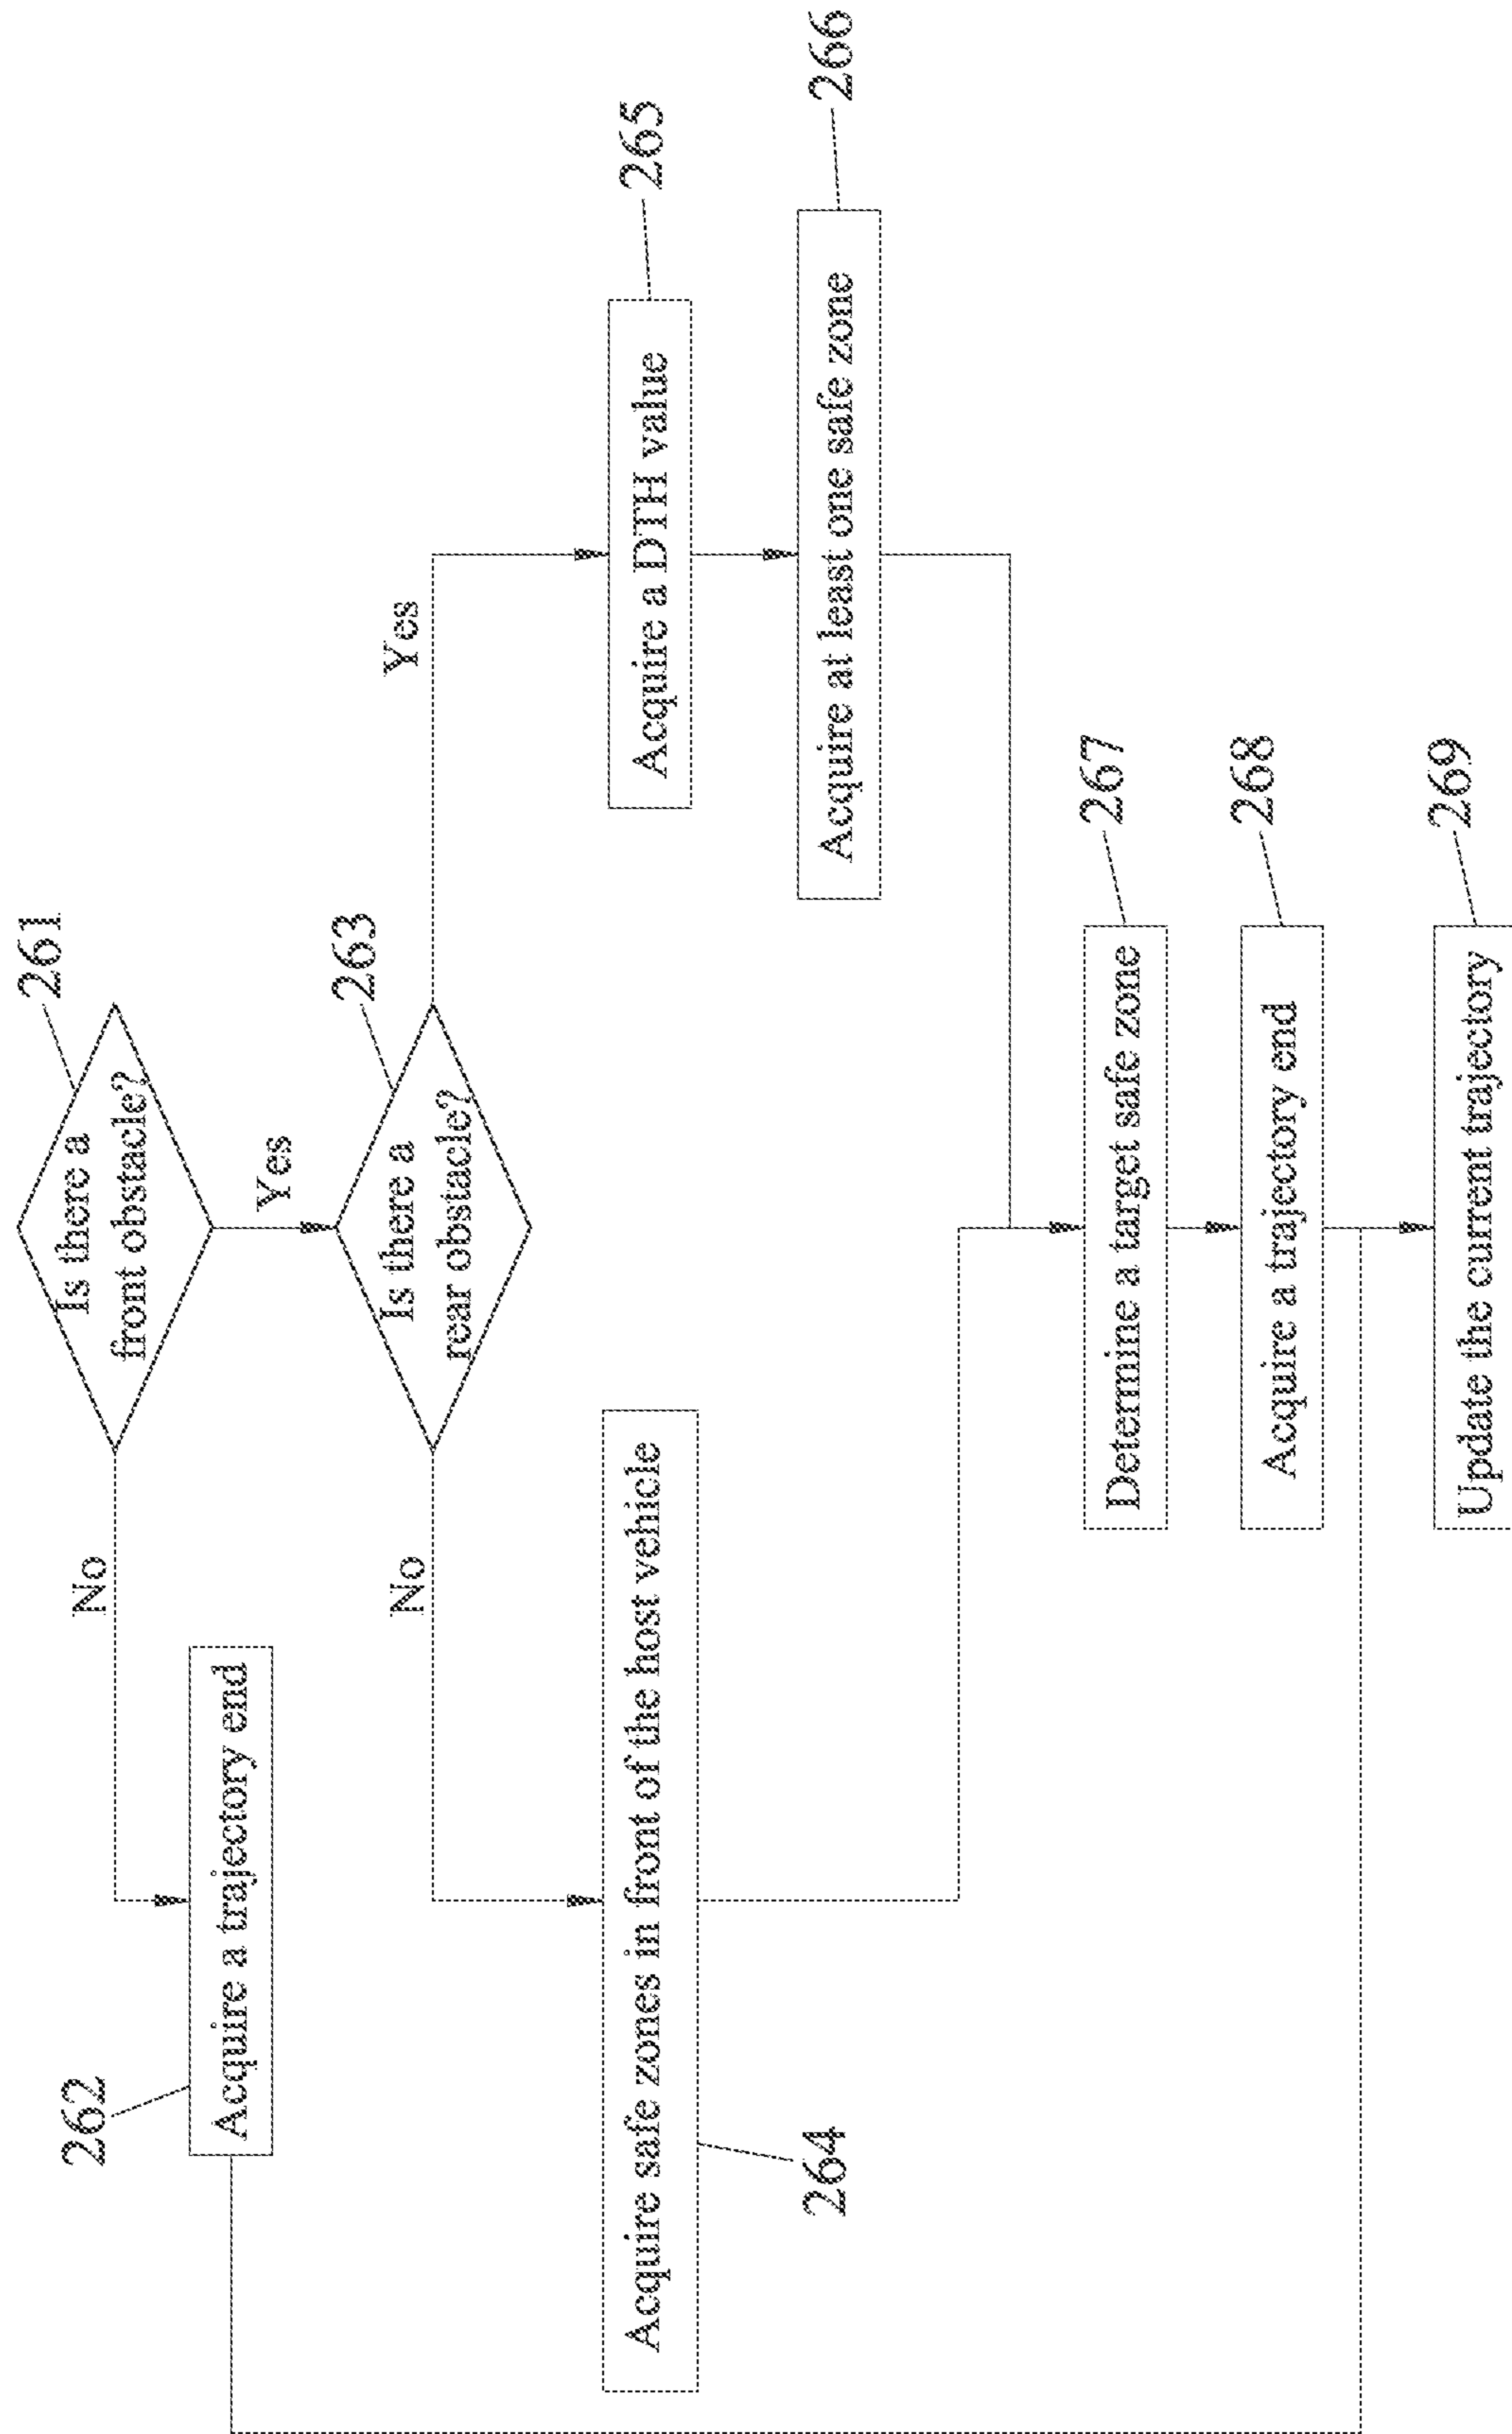 261
Is there a
front obstacle?
No
Yes
262
Acquire a trajectory end
263
Is there a
rear obstacle?
No
Yes
Acquire safe zones in front of the host vehicle
264
265
Acquire a DTH value
266
Acquire at least one safe zone
267
Determine a target safe zone
268
Acquire a trajectory end
269
Update the current trajectory